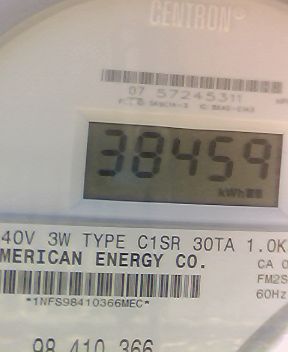 CENTRON®
07 57245311
38459
kWh
40V 3W TYPE C1SR 30TA 1.0K
MERICAN ENERGY CO.
CA 0
FM2S
60Hz
*1NFS98410366MEC*
98 410 366